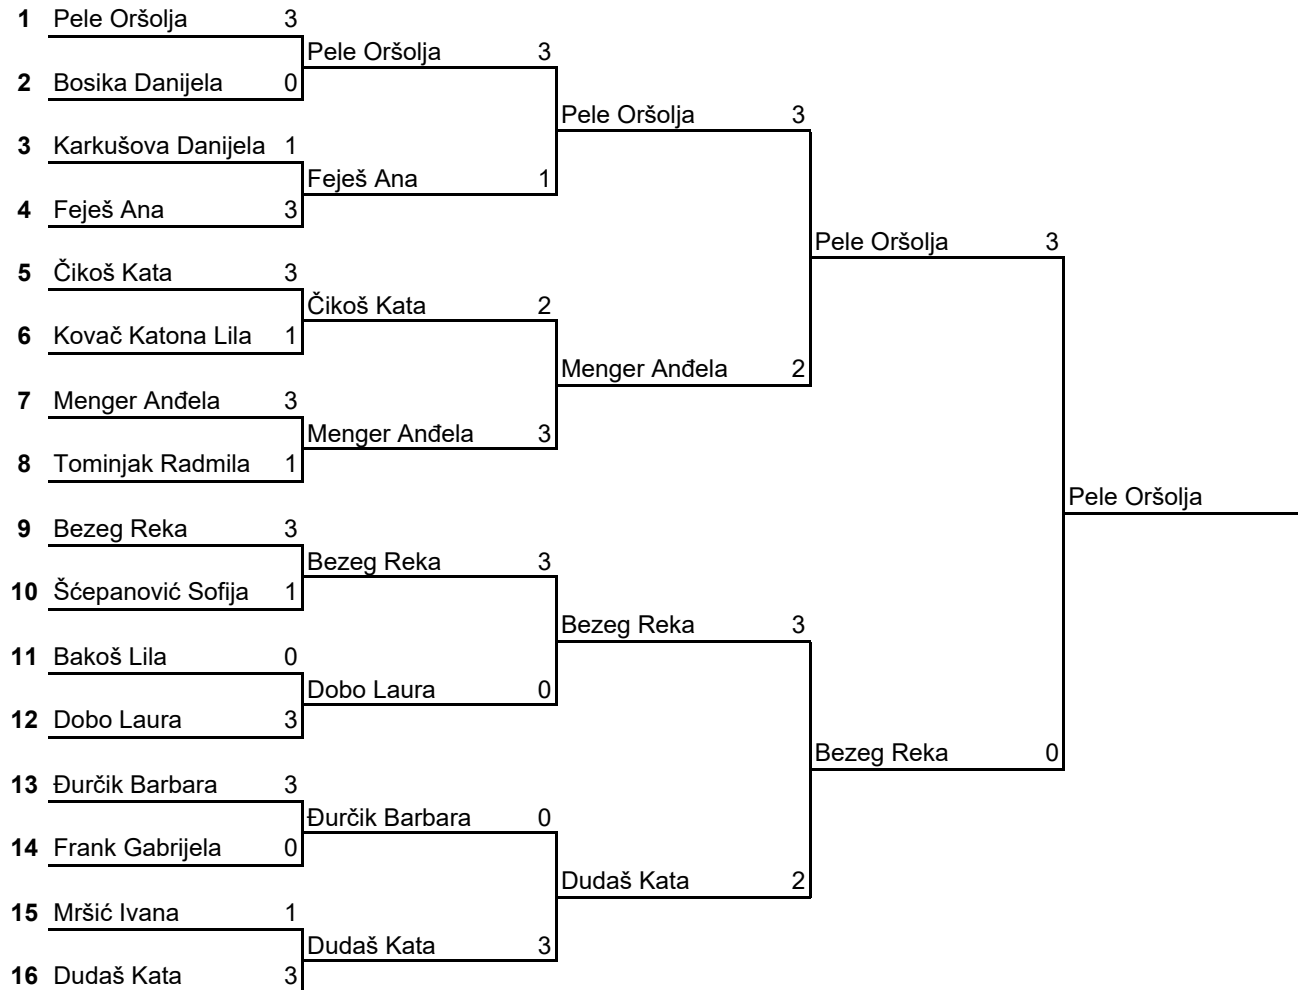 1 Pele Oršolja 3
Pele Oršolja 3
2 Bosika Danijela 0
Pele Oršolja 3
3 Karkušova Danijela 1
Feješ Ana 1
4 Feješ Ana 3
Pele Oršolja 3
5 Čikoš Kata 3
Čikoš Kata 2
6 Kovač Katona Lila 1
Menger Anđela 2
7 Menger Anđela 3
Menger Anđela 3
8 Tominjak Radmila 1
Pele Oršolja
9 Bezeg Reka 3
Bezeg Reka 3
10 Šćepanović Sofija 1
Bezeg Reka 3
11 Bakoš Lila 0
Dobo Laura 0
12 Dobo Laura 3
Bezeg Reka 0
13 Đurčik Barbara 3
Đurčik Barbara 0
14 Frank Gabrijela 0
Dudaš Kata 2
15 Mršić Ivana 1
Dudaš Kata 3
16 Dudaš Kata 3